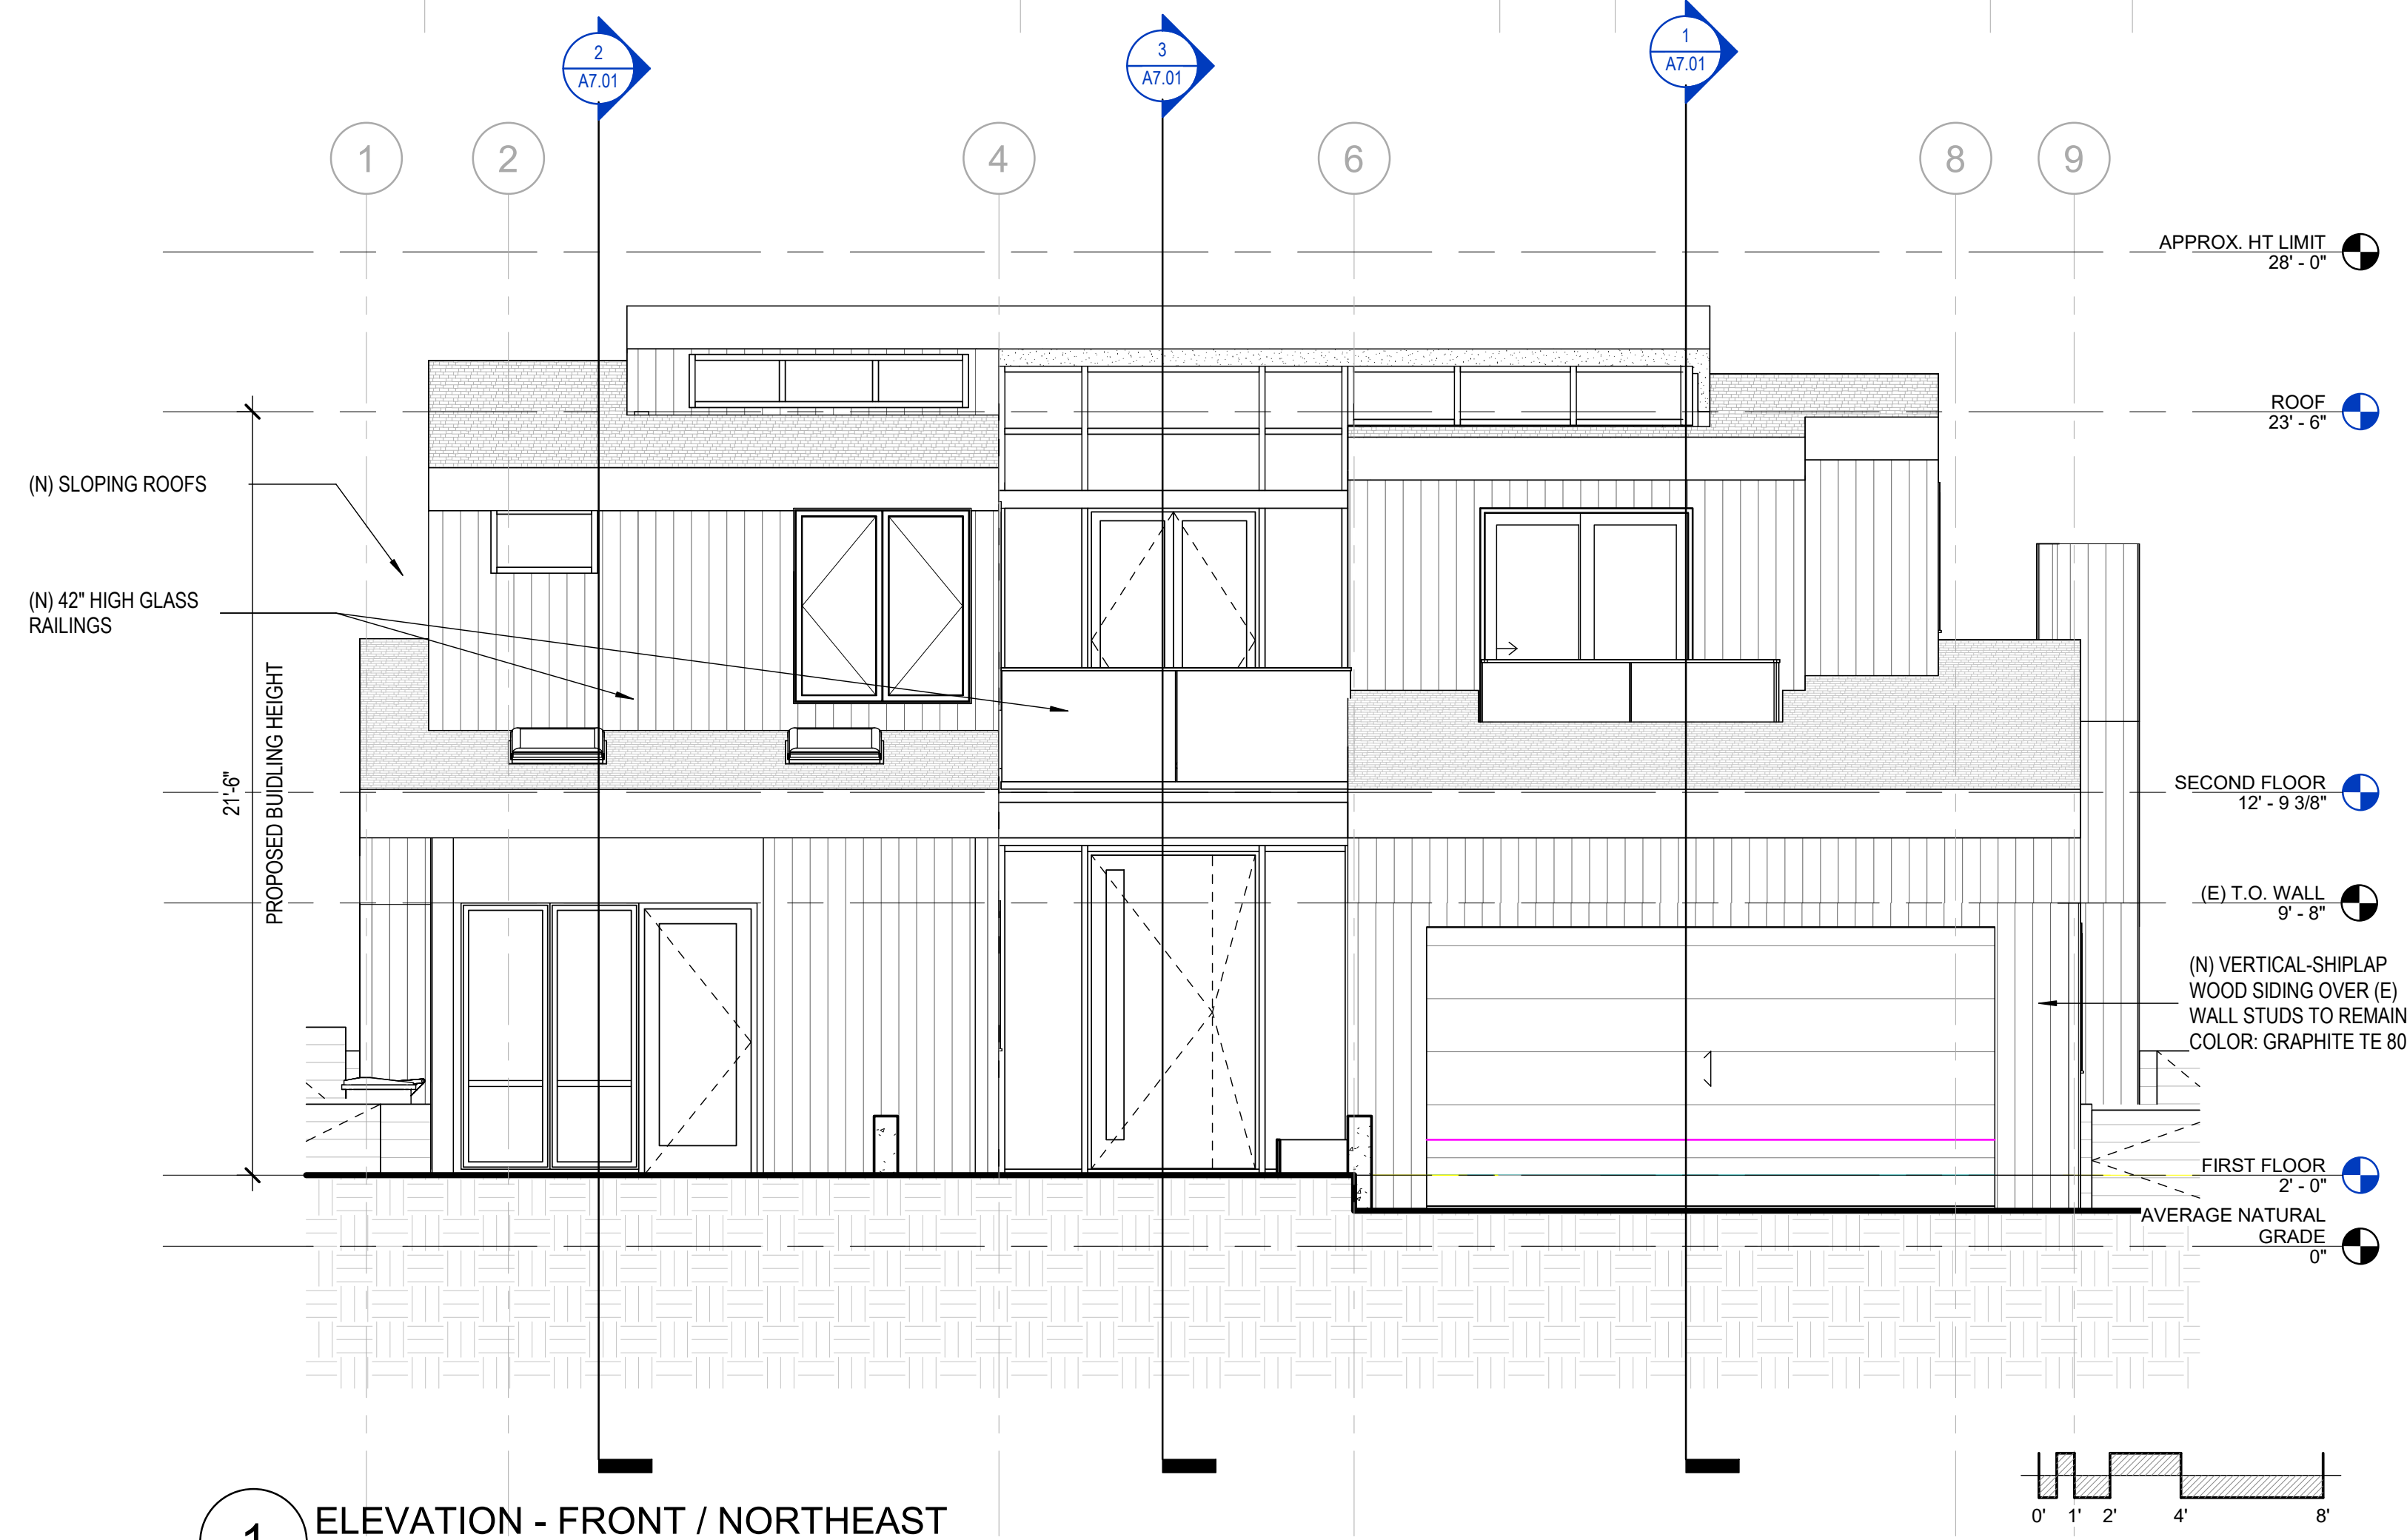 2
A7.01
3
A7.01
1
A7.01
1
2
4
6
8
9
APPROX. HT LIMIT
28' - 0"
ROOF
23' - 6"
(N) SLOPING ROOFS
(N) 42" HIGH GLASS
RAILINGS
21'-6"
PROPOSED BUIDLING HEIGHT
SECOND FLOOR
12' - 9 3/8"
(E) T.O. WALL
9' - 8"
(N) VERTICAL-SHIPLAP
WOOD SIDING OVER (E)
WALL STUDS TO REMAIN
COLOR: GRAPHITE TE 80
FIRST FLOOR
2' - 0"
AVERAGE NATURAL
GRADE
0"
0' 1' 2' 4' 8'
1
ELEVATION - FRONT / NORTHEAST